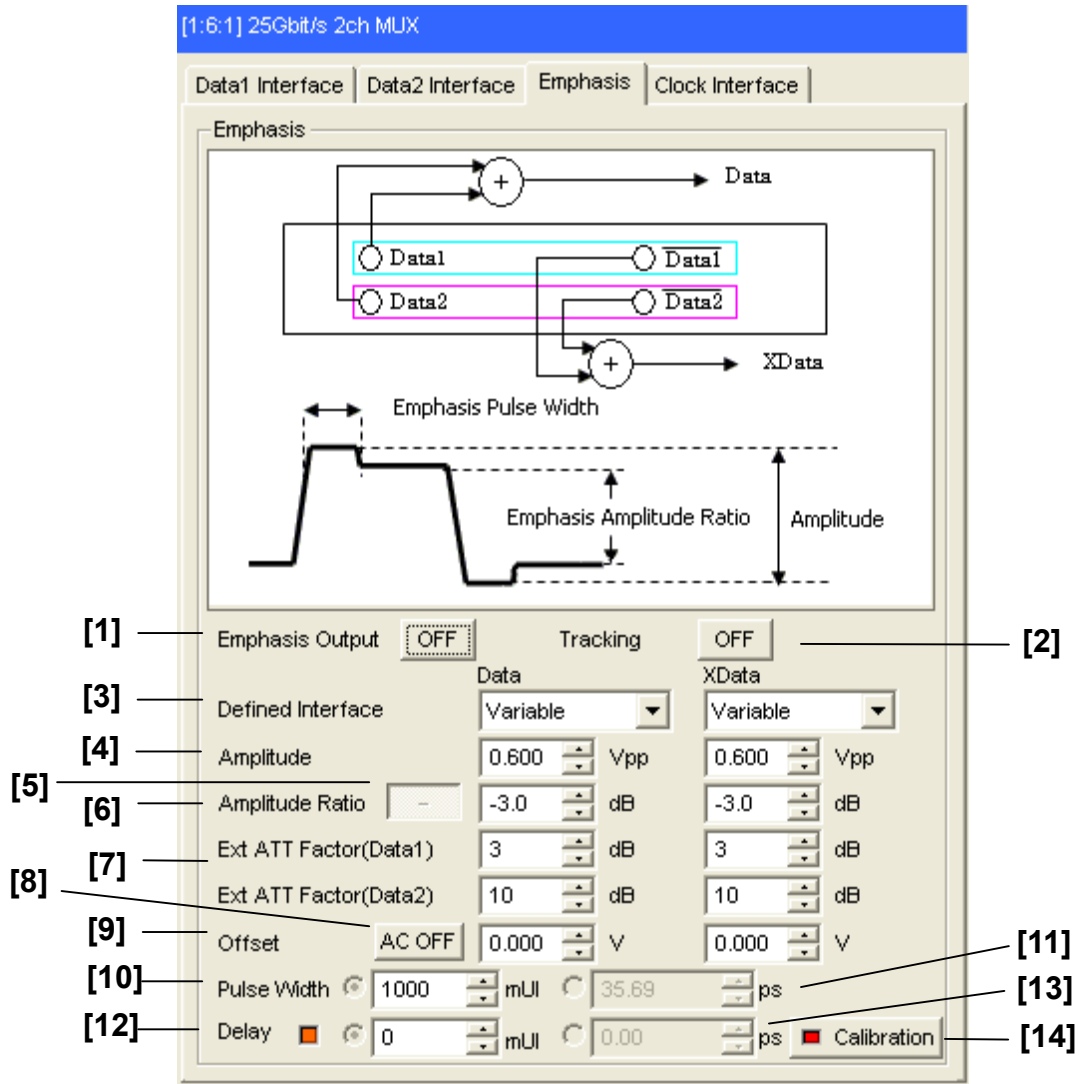 [1:6:1] 25Gbit/s 2ch MUX
Data1 Interface Data2 Interface Emphasis Clock Interface
Emphasis
+ Data
Data1 Data1
Data2 Data2
+ XData
Emphasis Pulse Width
Emphasis Amplitude Ratio Amplitude
[1] Emphasis Output OFF Tracking OFF [2]
Data XData
[3] Defined Interface Variable Variable
[4] Amplitude 0.600 Vpp 0.600 Vpp
[5]
[6] Amplitude Ratio - -3.0 dB -3.0 dB
[7] Ext ATT Factor(Data1) 3 dB 3 dB
[8] Ext ATT Factor(Data2) 10 dB 10 dB
[9] Offset AC OFF 0.000 V 0.000 V [11]
[10] Pulse Width 1000 mUI 35.69 ps [13]
[12] Delay 0 mUI 0.00 ps Calibration [14]